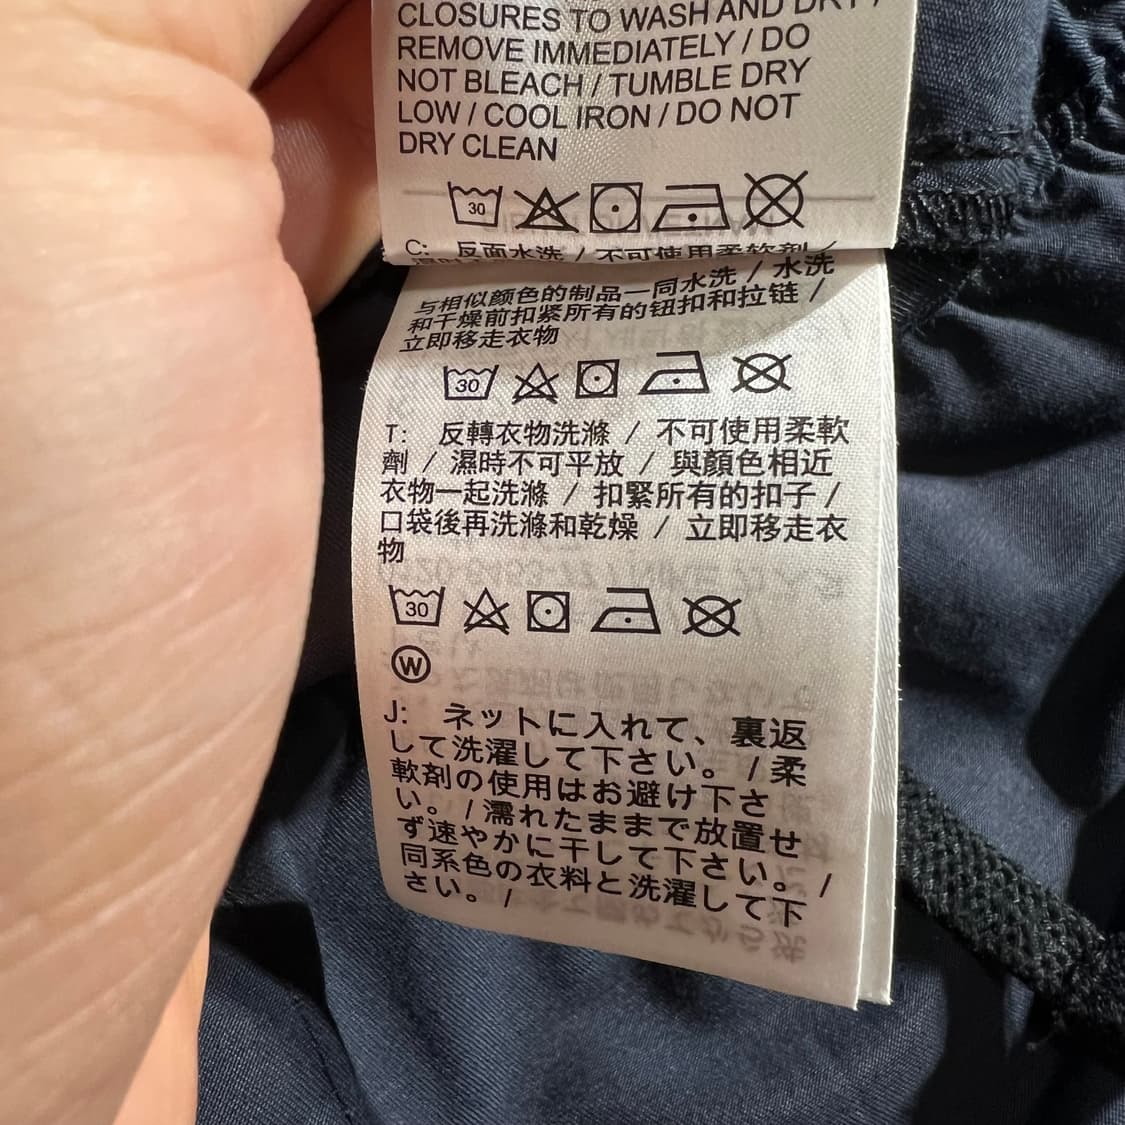 CLOSURES TO WASH AND DRY /
REMOVE IMMEDIATELY / DO
NOT BLEACH / TUMBLE DRY
LOW / COOL IRON / DO NOT
DRY CLEAN
30
C: 反面水洗 / 不可使用柔软剂 /
与相似颜色的制品一同水洗 / 水洗
和干燥前扣紧所有的钮扣和拉链 /
立即移走衣物
30
T: 反轉衣物洗滌 / 不可使用柔軟
劑 / 濕時不可平放 / 與顏色相近
衣物一起洗滌 / 扣緊所有的扣子 /
口袋後再洗滌和乾燥 / 立即移走衣
物
30
W
J: ネットに入れて、裏返
して洗濯して下さい。 / 柔
軟剤の使用はお避け下さ
い。 / 濡れたままで放置せ
ず速やかに干して下さい。 /
同系色の衣料と洗濯して下
さい。 /